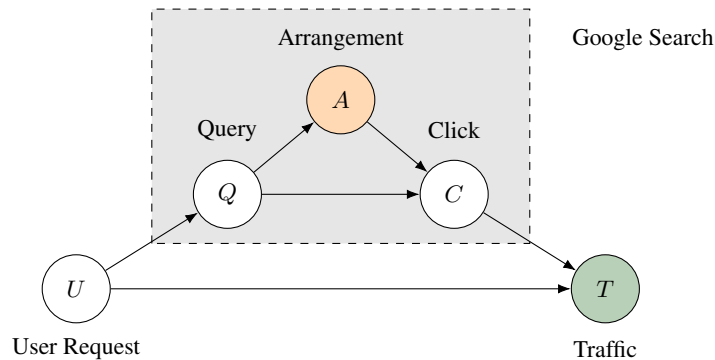 Arrangement
Google Search
A
Query
Click
Q
C
U
T
User Request
Traffic